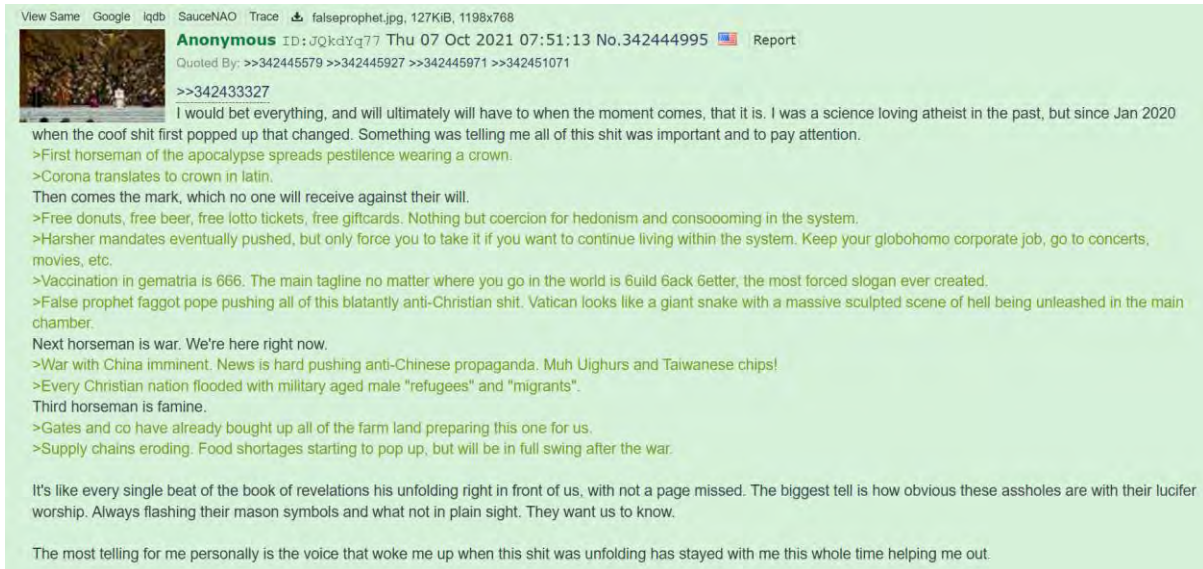 View Same Google iqdb SauceNAO Trace falseprophet.jpg, 127KiB, 1198x768
Anonymous ID:JQkdYq77 Thu 07 Oct 2021 07:51:13 No.342444995 Report
Quoted By: >>342445579 >>342445927 >>342445971 >>342451071
>>342433327
I would bet everything, and will ultimately will have to when the moment comes, that it is. I was a science loving atheist in the past, but since Jan 2020
when the coof shit first popped up that changed. Something was telling me all of this shit was important and to pay attention.
>First horseman of the apocalypse spreads pestilence wearing a crown.
>Corona translates to crown in latin.
Then comes the mark, which no one will receive against their will.
>Free donuts, free beer, free lotto tickets, free giftcards. Nothing but coercion for hedonism and consoooming in the system.
>Harsher mandates eventually pushed, but only force you to take it if you want to continue living within the system. Keep your globohomo corporate job, go to concerts,
movies, etc.
>Vaccination in gematria is 666. The main tagline no matter where you go in the world is 6uild 6ack 6etter, the most forced slogan ever created.
>False prophet faggot pope pushing all of this blatantly anti-Christian shit. Vatican looks like a giant snake with a massive sculpted scene of hell being unleashed in the main
chamber.
Next horseman is war. We're here right now.
>War with China imminent. News is hard pushing anti-Chinese propaganda. Muh Uighurs and Taiwanese chips!
>Every Christian nation flooded with military aged male "refugees" and "migrants".
Third horseman is famine.
>Gates and co have already bought up all of the farm land preparing this one for us.
>Supply chains eroding. Food shortages starting to pop up, but will be in full swing after the war.
It's like every single beat of the book of revelations his unfolding right in front of us, with not a page missed. The biggest tell is how obvious these assholes are with their lucifer
worship. Always flashing their mason symbols and what not in plain sight. They want us to know.
The most telling for me personally is the voice that woke me up when this shit was unfolding has stayed with me this whole time helping me out.